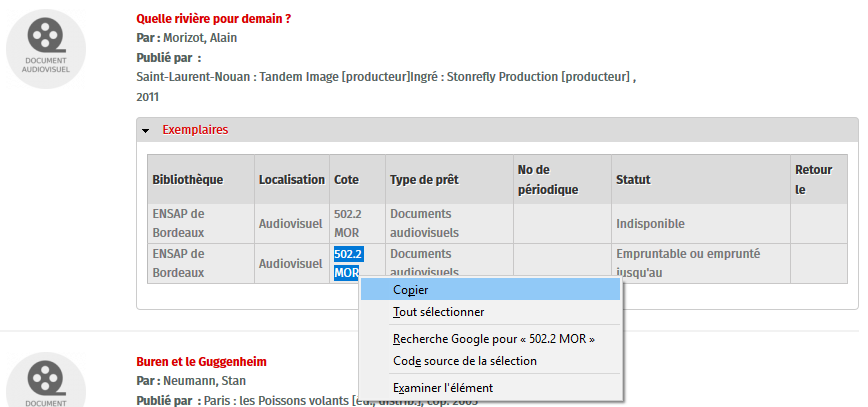 Quelle rivière pour demain ?
Par : Morizot, Alain
Publié par :
Saint-Laurent-Nouan : Tandem Image [producteur]Ingré : Stonrefly Production [producteur] ,
2011
DOCUMENT
AUDIOVISUEL
Exemplaires
Bibliothèque Localisation Cote Type de prêt No de périodique Statut Retour le
ENSAP de Bordeaux Audiovisuel 502.2 MOR Documents audiovisuels Indisponible
ENSAP de Bordeaux Audiovisuel 502.2 MOR Documents audiovisuels Empruntable ou emprunté jusqu'au
Copier
Tout sélectionner
Recherche Google pour « 502.2 MOR »
Code source de la sélection
Examiner l'élément
Buren et le Guggenheim
Par : Neumann, Stan
Publié par : Paris : les Poissons volants
DOCUMENT